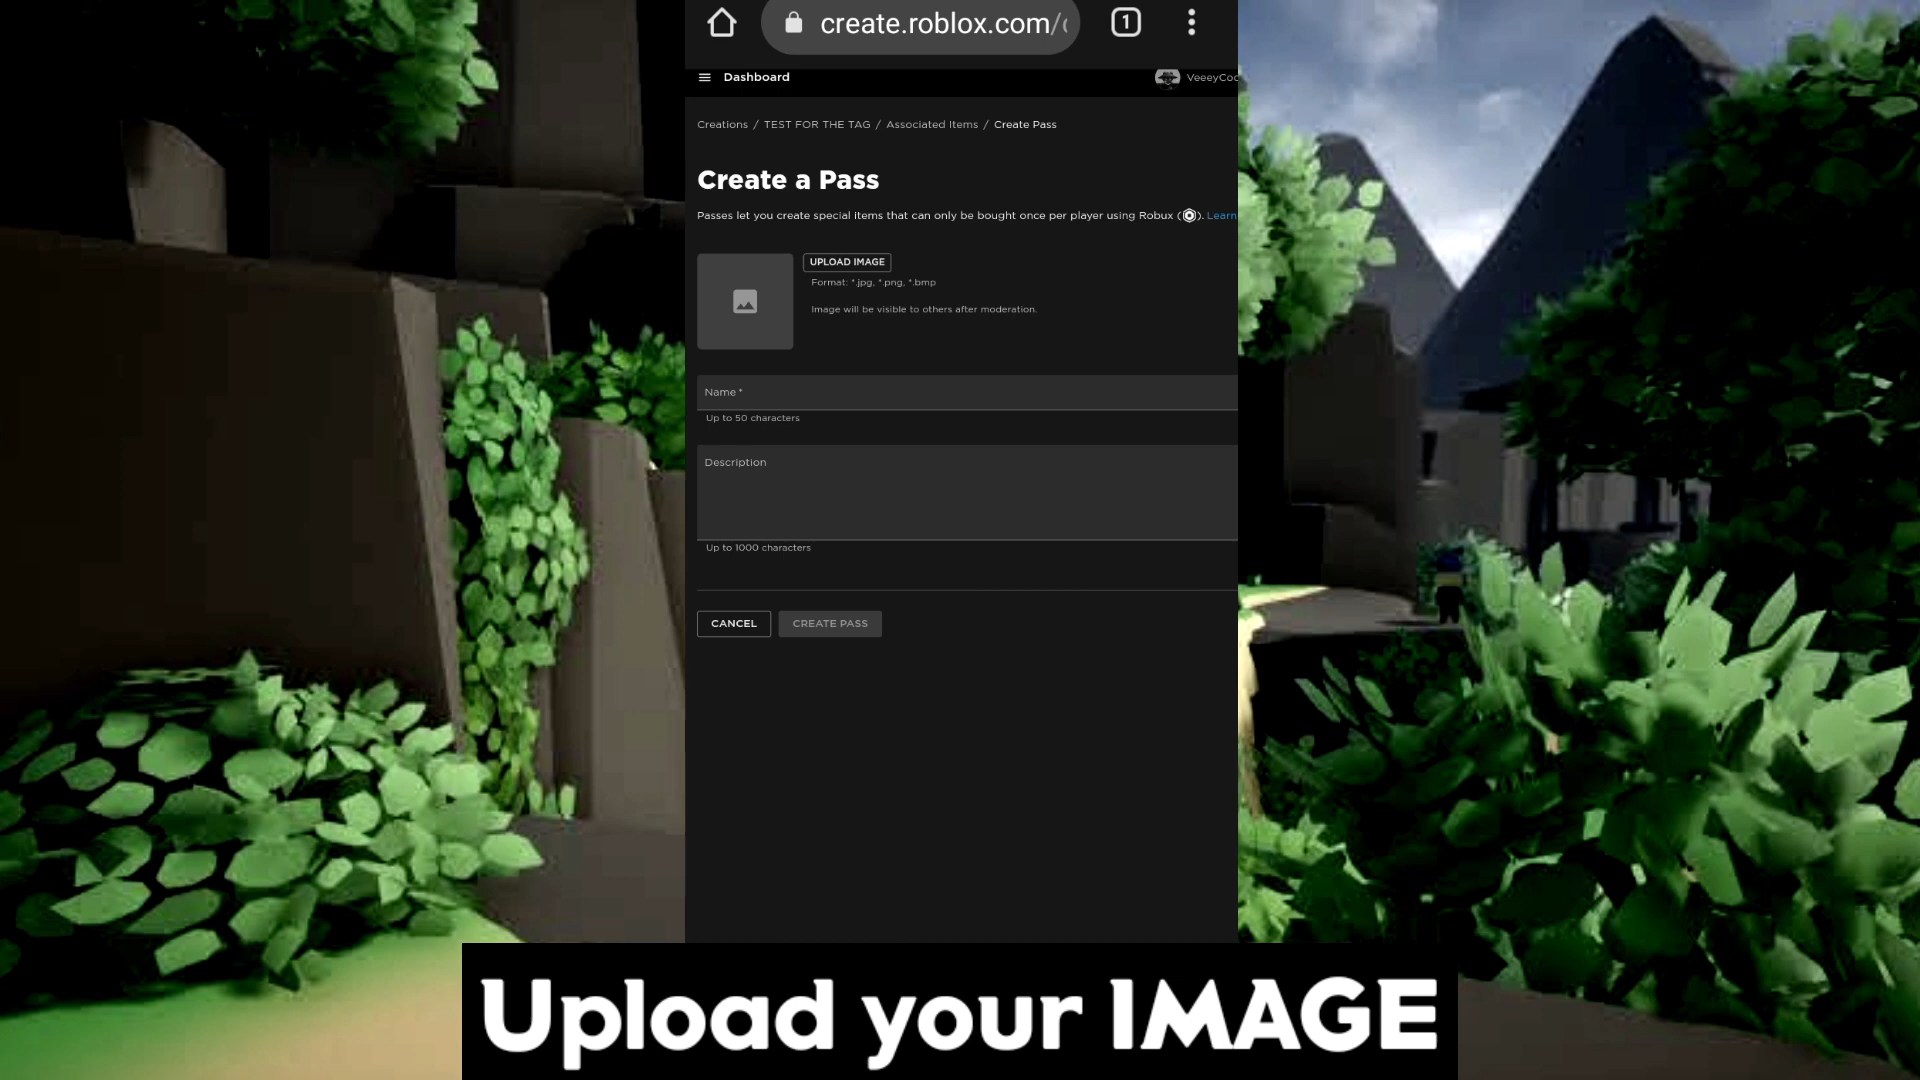 create.roblox.com/
1
Dashboard
VeeeyCoo
Creations / TEST FOR THE TAG / Associated Items / Create Pass
Create a Pass
Passes let you create special items that can only be bought once per player using Robux ( ). Learn
UPLOAD IMAGE
Format: *.jpg, *.png, *.bmp
Image will be visible to others after moderation.
Name *
Up to 50 characters
Description
Up to 1000 characters
CANCEL
CREATE PASS
Upload your IMAGE